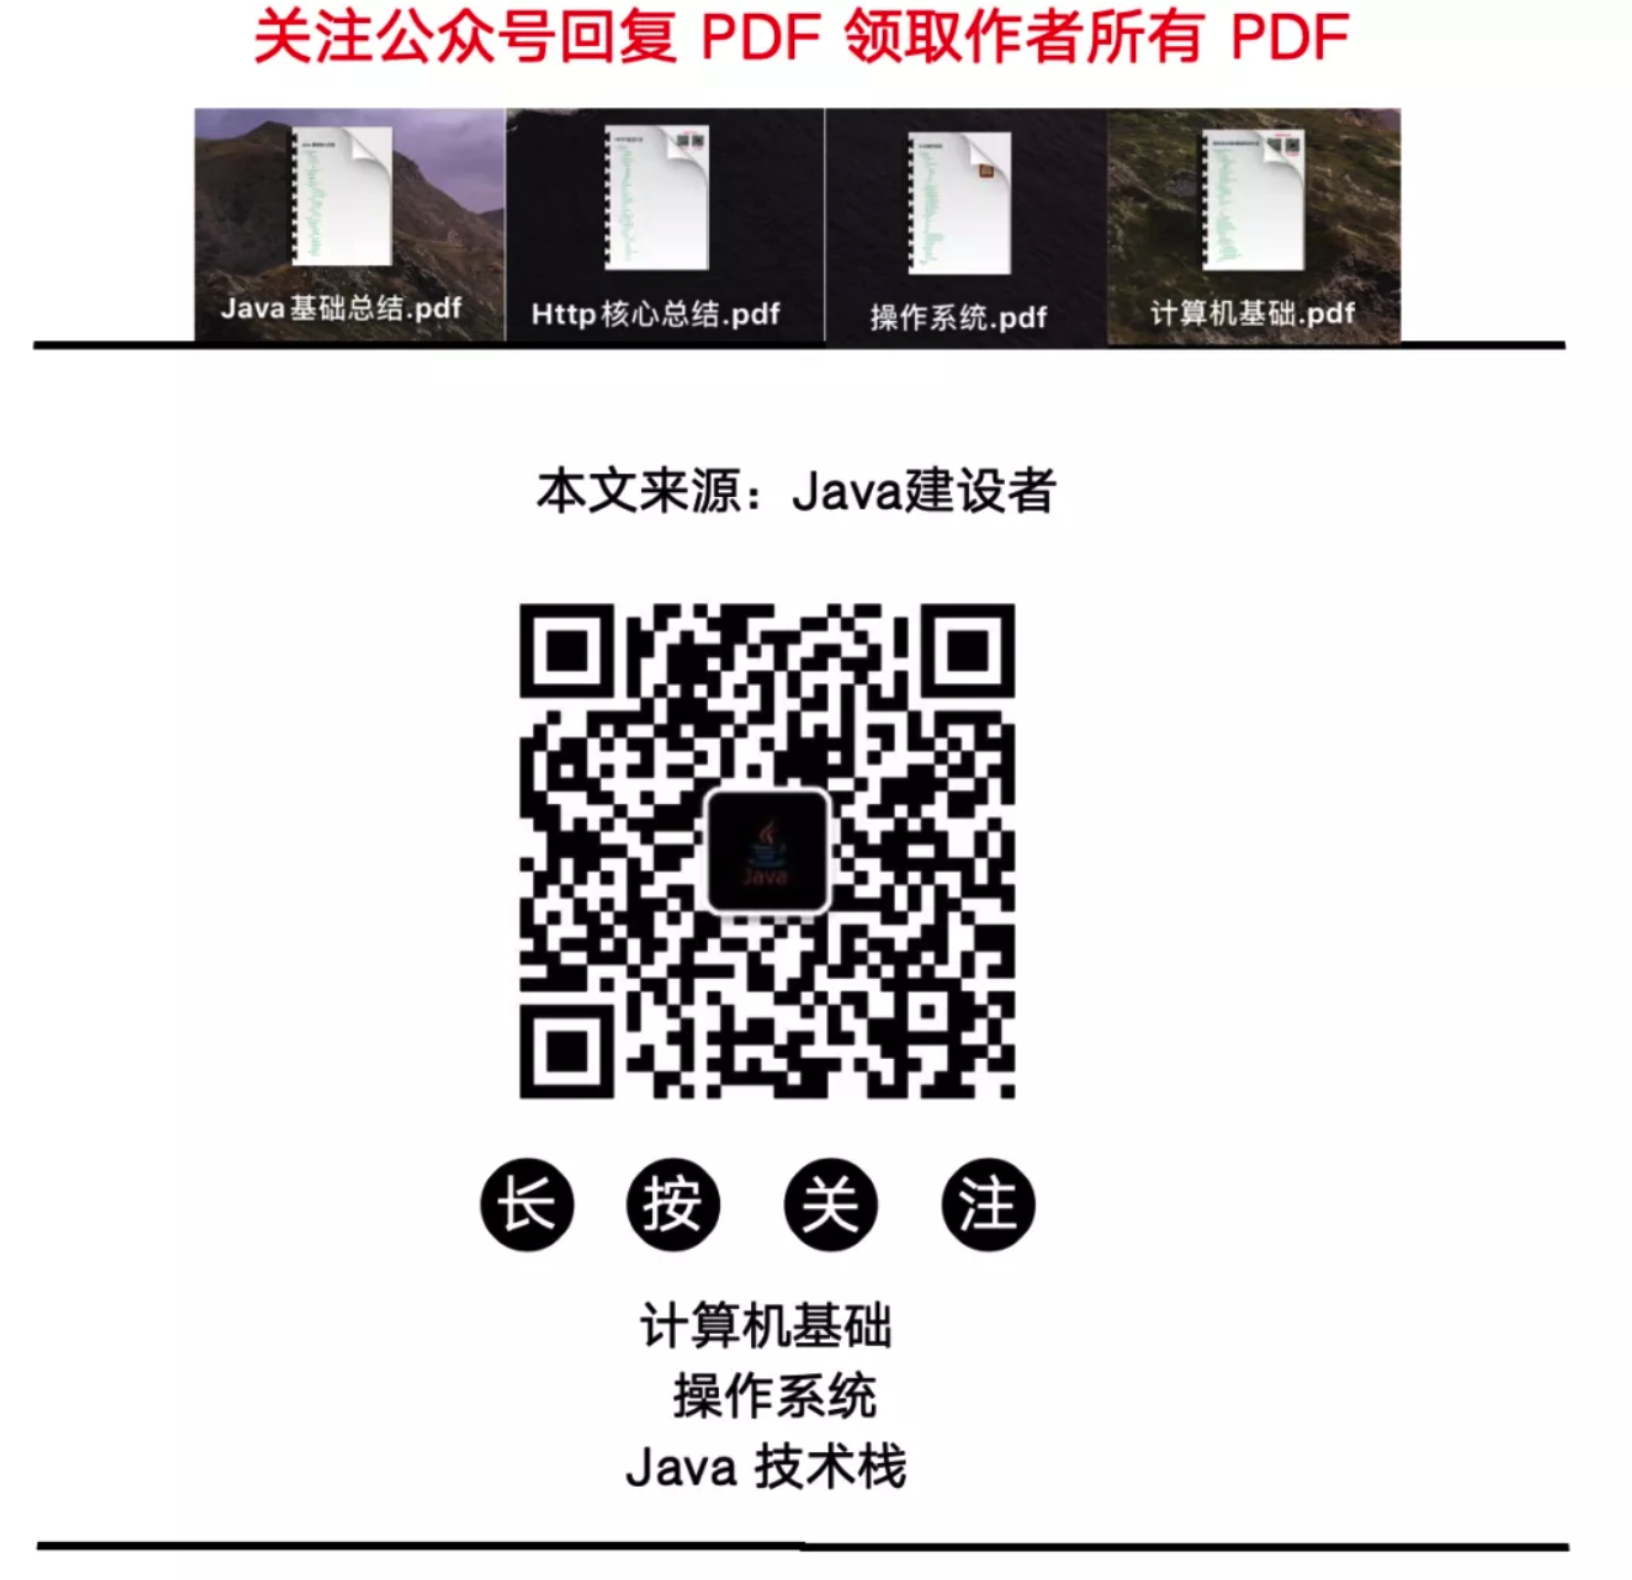 关注公众号回复 PDF 领取作者所有 PDF
Java基础总结.pdf
Http核心总结.pdf
操作系统.pdf
计算机基础.pdf
本文来源：Java建设者
Java
长 按 关 注
计算机基础
操作系统
Java 技术栈